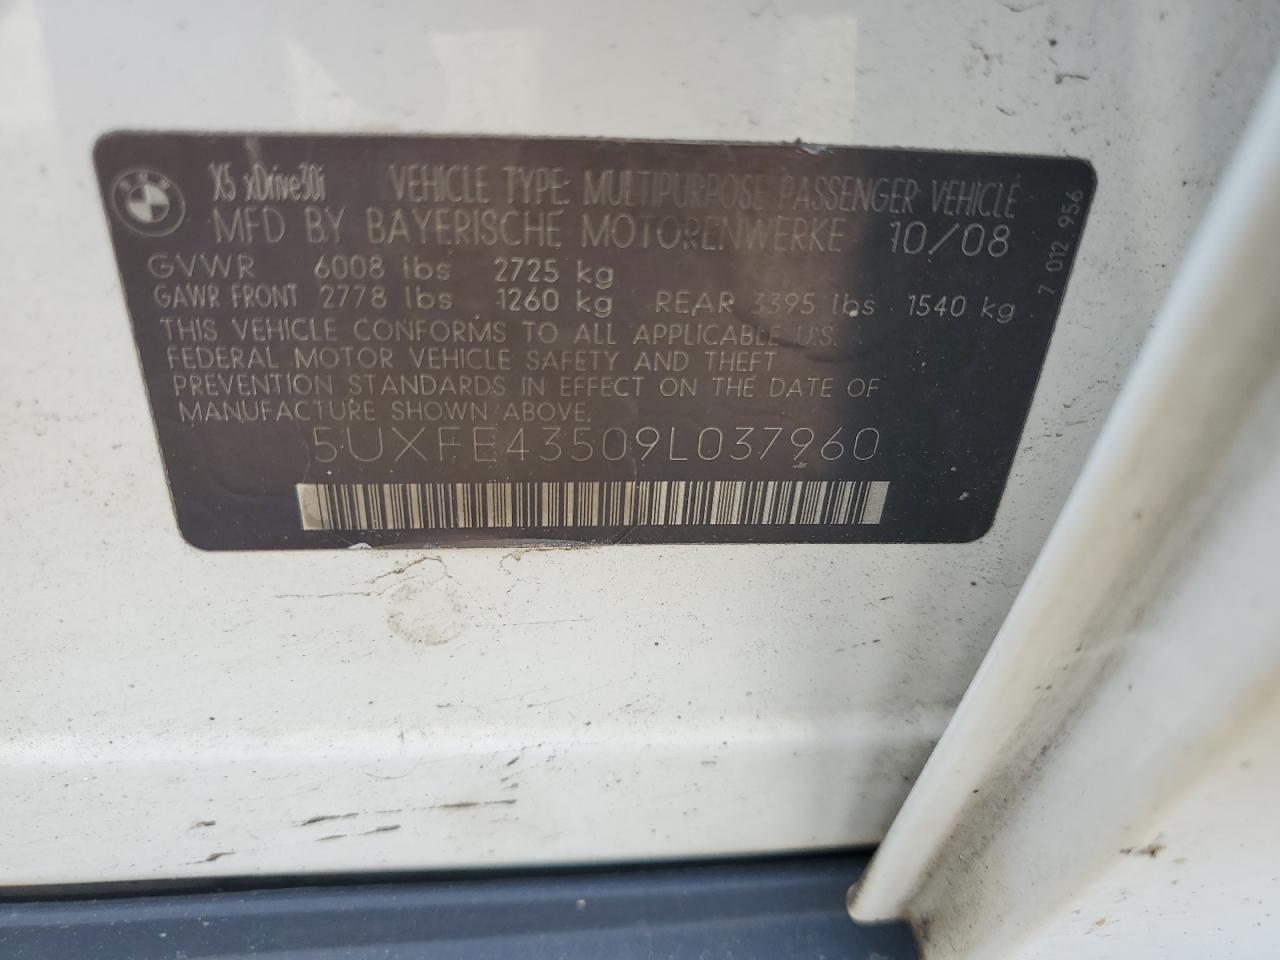 BMW
X5 xDrive30i VEHICLE TYPE: MULTIPURPOSE PASSENGER VEHICLE
MFD BY BAYERISCHE MOTORENWERKE 10/08
GVWR 6008 lbs 2725 kg
GAWR FRONT 2778 lbs 1260 kg REAR 3395 lbs 1540 kg
THIS VEHICLE CONFORMS TO ALL APPLICABLE U.S.
FEDERAL MOTOR VEHICLE SAFETY AND THEFT
PREVENTION STANDARDS IN EFFECT ON THE DATE OF
MANUFACTURE SHOWN ABOVE.
5UXFE43509L037960
7 012 956